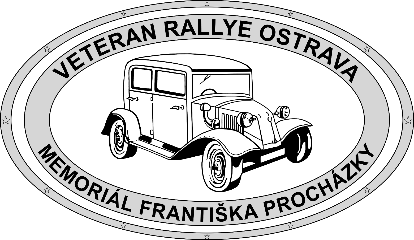 VETERAN RALLYE OSTRAVA
MEMORIÁL FRANTIŠKA PROCHÁZKY